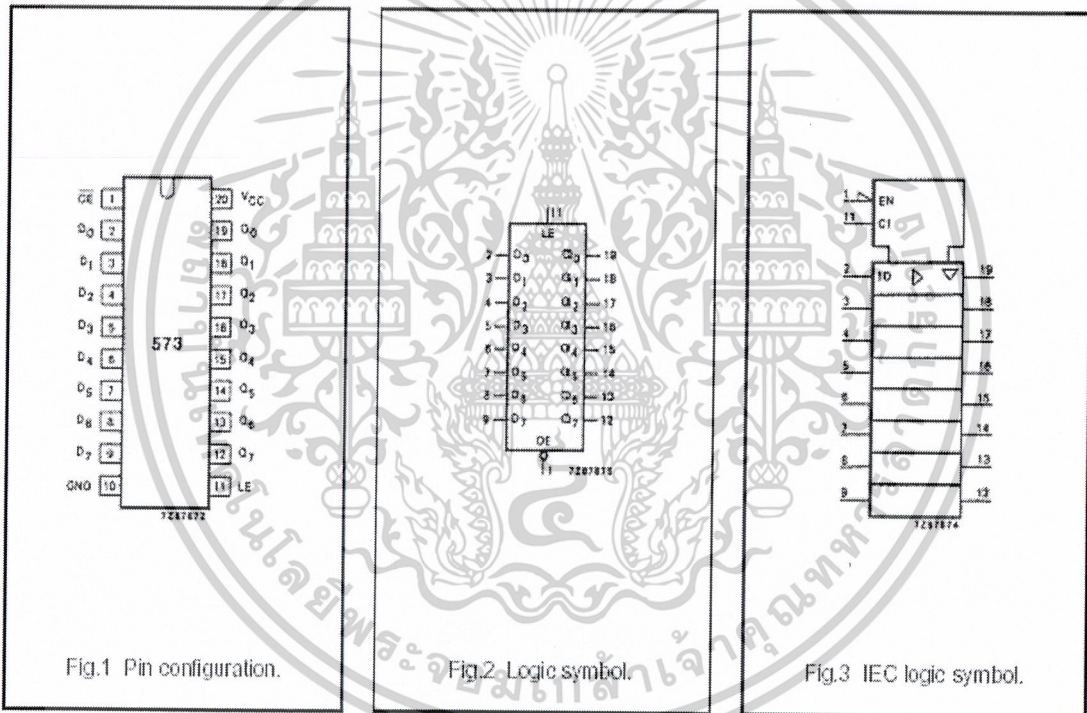 OE 1
D0 2
D1 3
D2 4
D3 5
D4 6
D5 7
D6 8
D7 9
GND 10
573
20 VCC
19 Q0
18 Q1
17 Q2
16 Q3
15 Q4
14 Q5
13 Q6
12 Q7
11 LE
7Z87872
Fig.1 Pin configuration.
11
LE
2 D0 Q0 19
3 D1 Q1 18
4 D2 Q2 17
5 D3 Q3 16
6 D4 Q4 15
7 D5 Q5 14
8 D6 Q6 13
9 D7 Q7 12
OE
1
Fig.2 Logic symbol.
1 EN
11 C1
2 1D 19
3 18
4 17
5 16
6 15
7 14
8 13
9 12
7Z87874
Fig.3 IEC logic symbol.